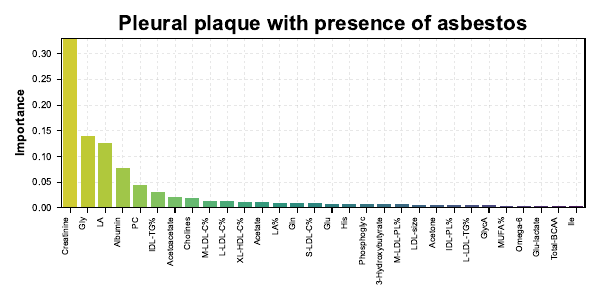 Pleural plaque with presence of asbestos
Importance
0.30
0.25
0.20
0.15
0.10
0.05
0.00
Creatinine
Gly
LA
Albumin
PC
IDL-TG%
Acetoacetate
Cholines
M-LDL-C%
L-LDL-C%
XL-HDL-C%
Acetate
LA%
Gln
S-LDL-C%
Glu
His
Phosphoglyc
3-Hydroxybutyrate
M-LDL-PL%
LDL-size
Acetone
IDL-PL%
L-LDL-TG%
GlycA
MUFA%
Omega-6
Glu-lactate
Total-BCAA
Ile